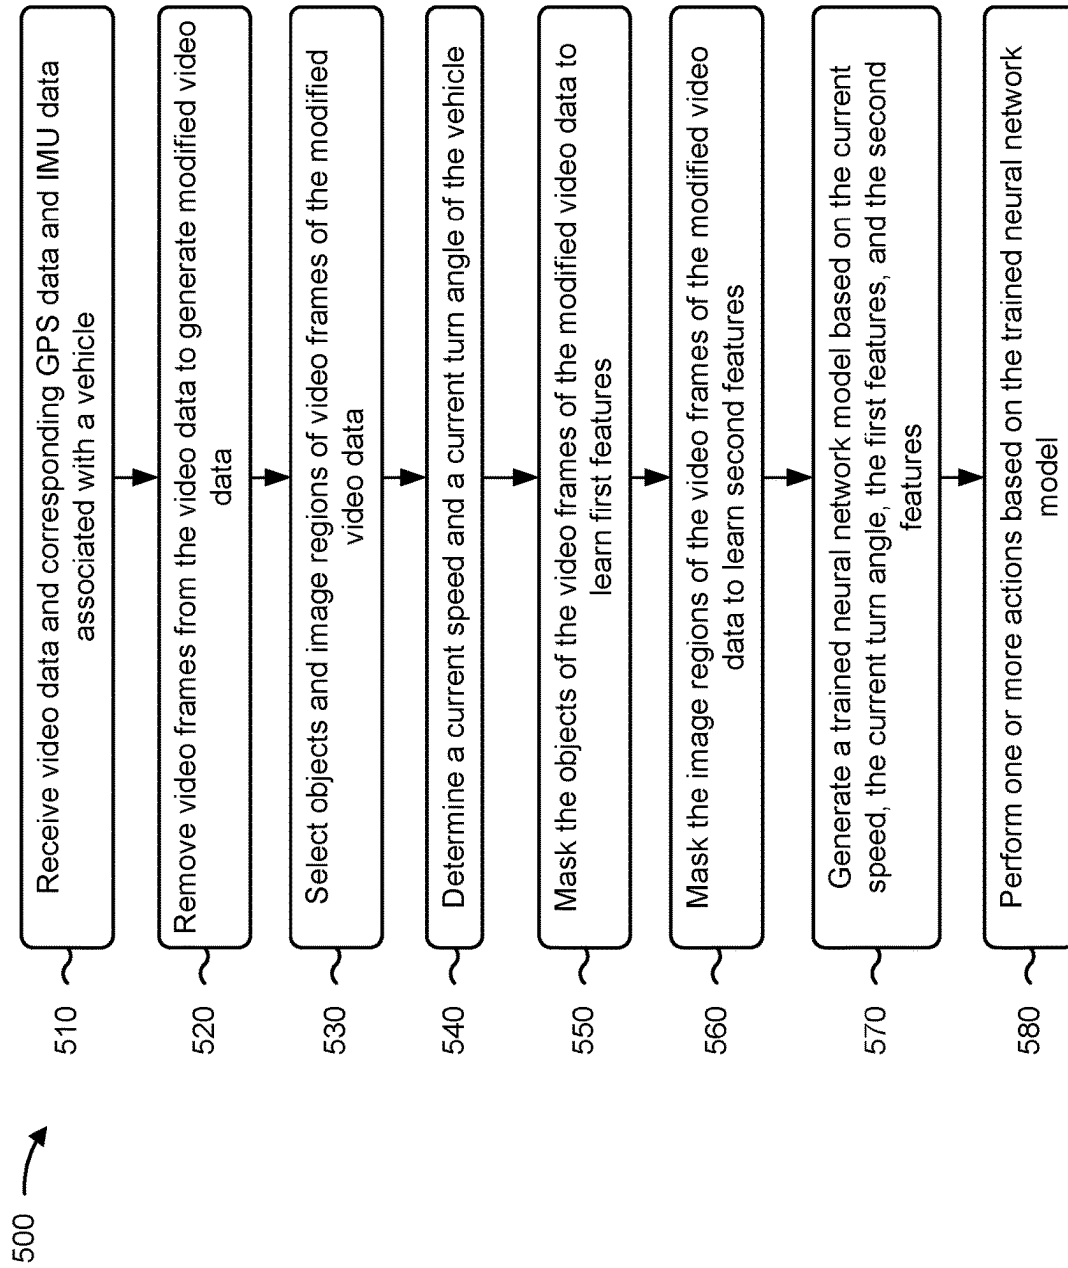 500
510
Receive video data and corresponding GPS data and IMU data
associated with a vehicle
520
Remove video frames from the video data to generate modified video
data
530
Select objects and image regions of video frames of the modified
video data
540
Determine a current speed and a current turn angle of the vehicle
550
Mask the objects of the video frames of the modified video data to
learn first features
560
Mask the image regions of the video frames of the modified video
data to learn second features
570
Generate a trained neural network model based on the current
speed, the current turn angle, the first features, and the second
features
580
Perform one or more actions based on the trained neural network
model